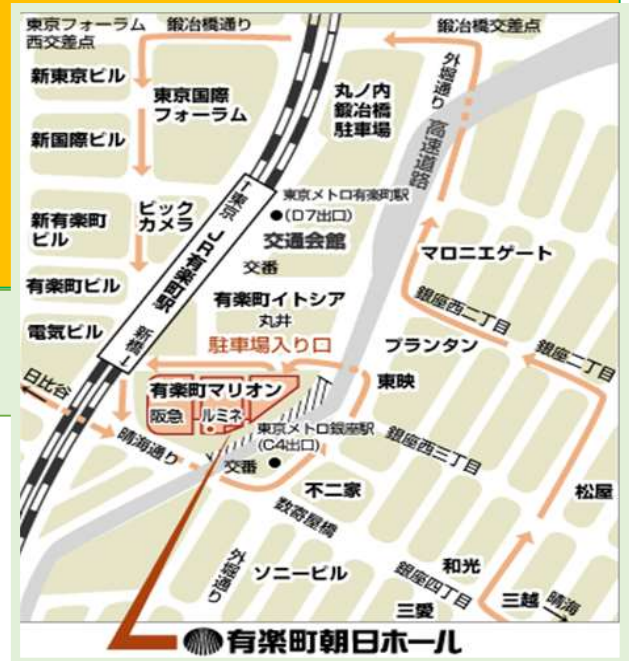 東京フォーラム
西交差点
鍛冶橋通り
鍛冶橋交差点
新東京ビル
東京国際
フォーラム
丸ノ内
鍛冶橋
駐車場
外堀通り
高速道路
新国際ビル
↑東京 JR有楽町駅 新橋↓
東京メトロ有楽町駅
●(D7出口)
交通会館
新有楽町
ビル
ビック
カメラ
交番
マロニエゲート
有楽町ビル
有楽町イトシア
丸井
銀座西二丁目
銀座二丁目
電気ビル
駐車場入り口
プランタン
日比谷
有楽町マリオン
阪急
ルミネ
東映
晴海通り
東京メトロ銀座駅
(C4出口)
交番 ●
銀座西三丁目
不二家
松屋
数寄屋橋
外堀通り
ソニービル
和光
銀座四丁目
三越
晴海
三愛
有楽町朝日ホール